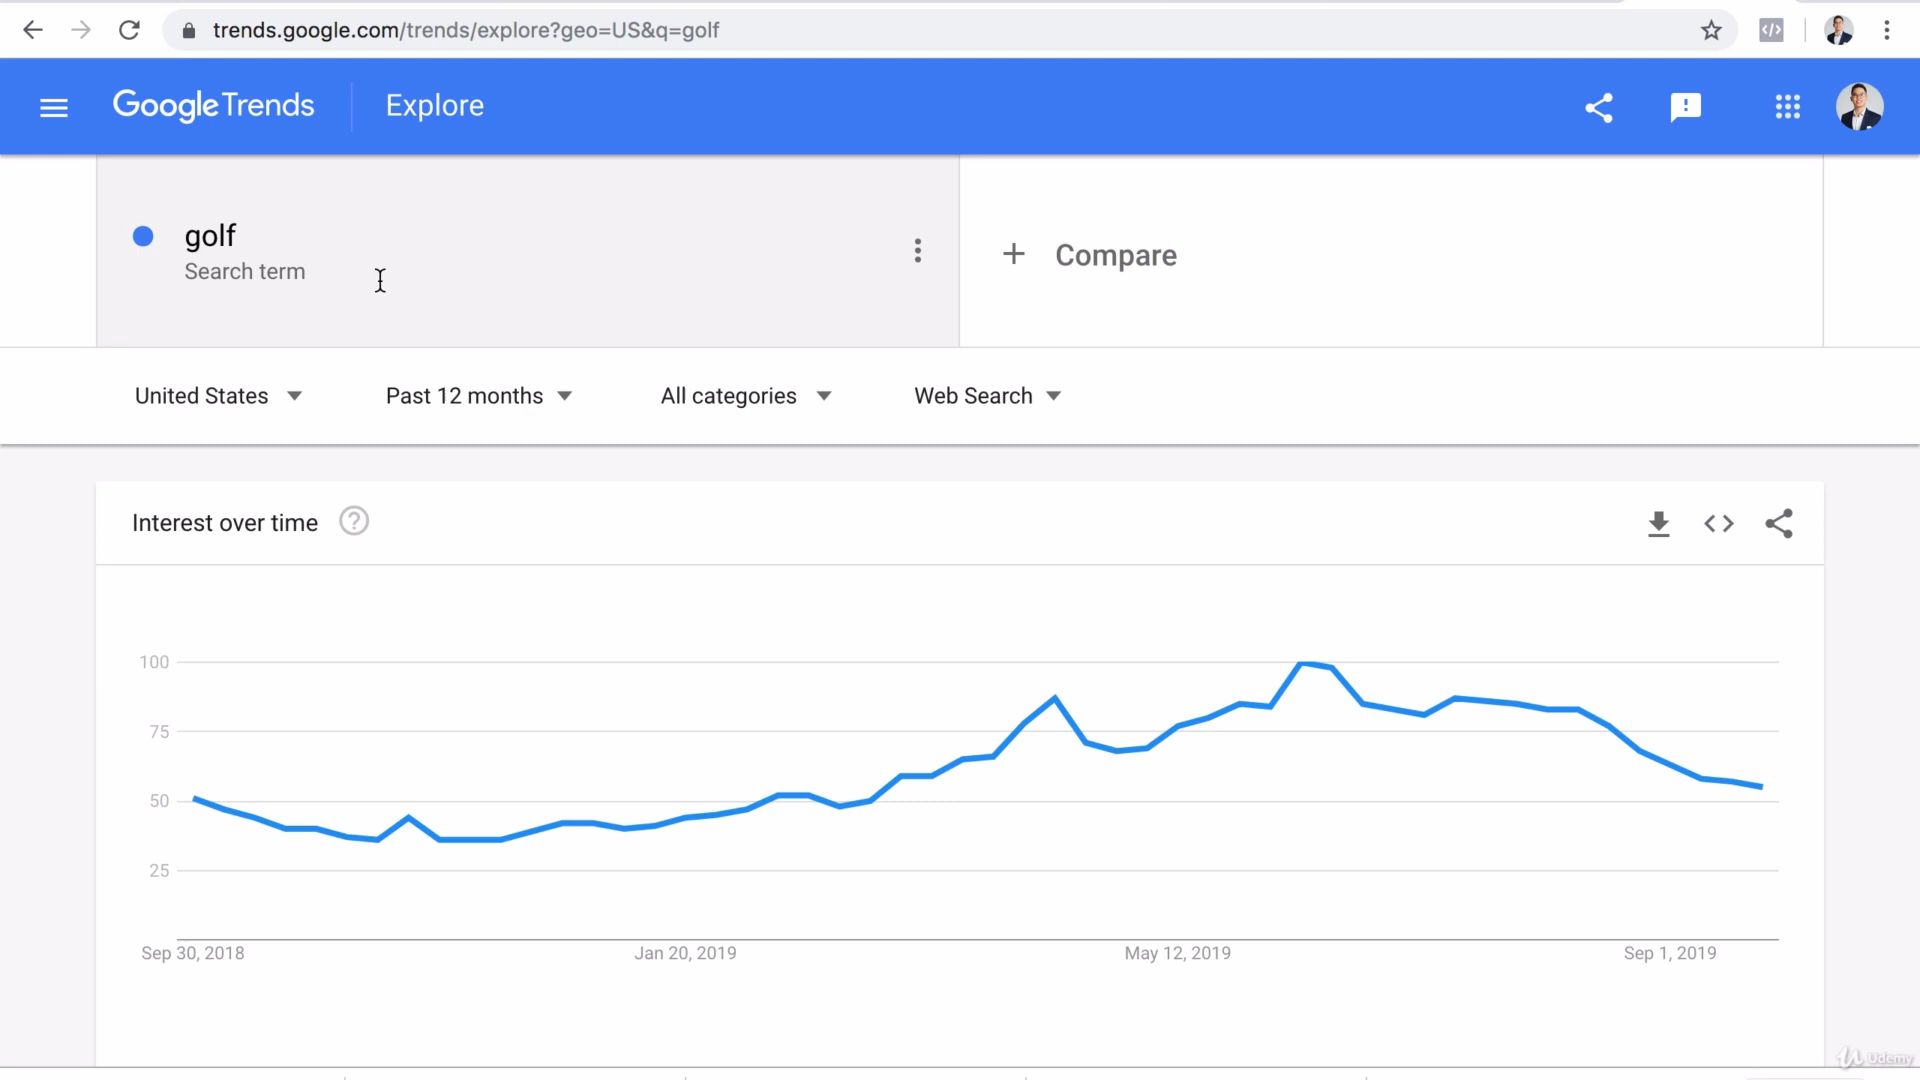 trends.google.com/trends/explore?geo=US&q=golf
Google Trends
Explore
golf
Search term
+ Compare
United States
Past 12 months
All categories
Web Search
Interest over time
100
75
50
25
Sep 30, 2018
Jan 20, 2019
May 12, 2019
Sep 1, 2019
Udemy